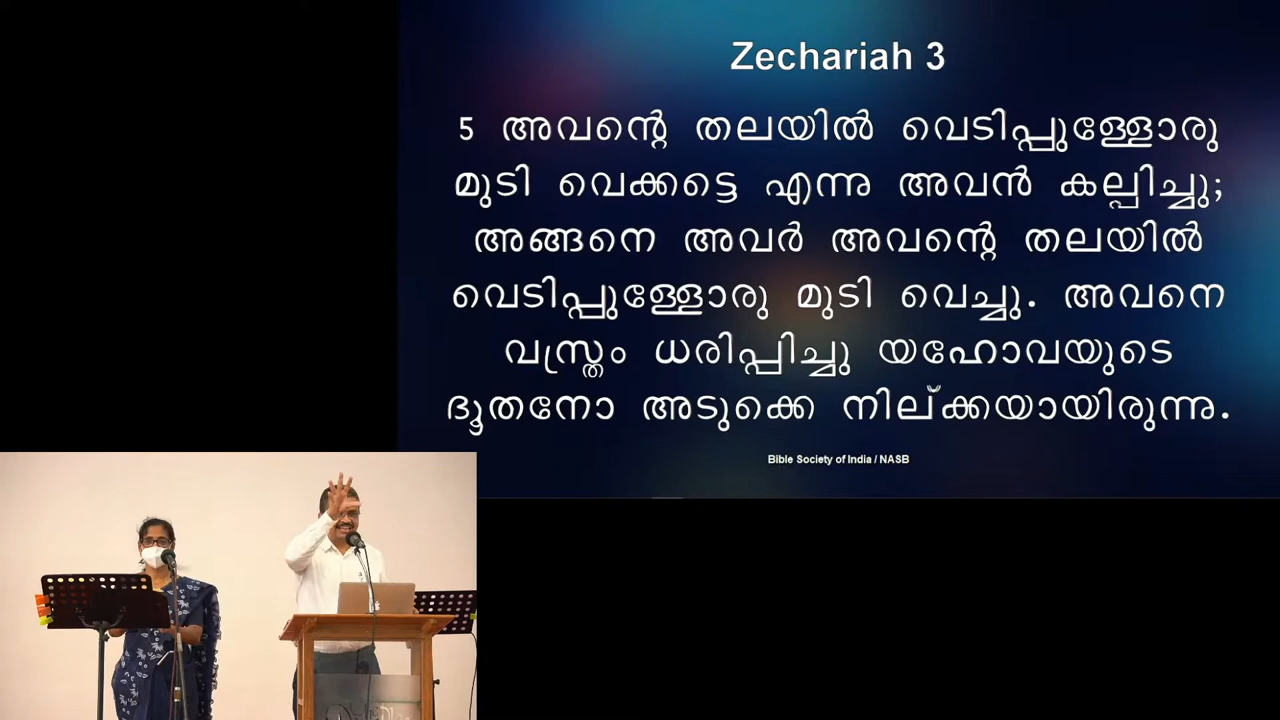 Zechariah 3
5 അവന്റെ തലയിൽ വെടിപ്പുള്ളോരു
മുടി വെക്കട്ടെ എന്നു അവൻ കല്പിച്ചു;
അങ്ങനെ അവർ അവന്റെ തലയിൽ
വെടിപ്പുള്ളോരു മുടി വെച്ചു. അവനെ
വസ്ത്രം ധരിപ്പിച്ചു യഹോവയുടെ
ദൂതനോ അടുക്കെ നില്ക്കയായിരുന്നു.
Bible Society of India / NASB